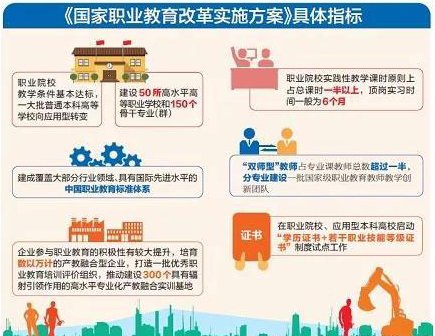 《国家职业教育改革实施方案》具体指标
职业院校
教学条件基本达标,
一大批普通本科高等
学校向应用型转变
建设50所高水平高
等职业学校和150个
骨干专业(群)
职业院校实践性教学课时原则上
占总课时一半以上,顶岗实习时
间一般为6个月
建成覆盖大部分行业领域、具有国际先进水平的
中国职业教育标准体系
“双师型”教师占专业课教师总数超过一半,
分专业建设一批国家级职业教育教师教学创
新团队
企业参与职业教育的积极性有较大提升,培育
数以万计的产教融合型企业,打造一批优秀职
业教育培训评价组织,推动建设300个具有辐
射引领作用的高水平专业化产教融合实训基地
证书
在职业院校、应用型本科高校启动
“学历证书+若干职业技能等级证
书”制度试点工作